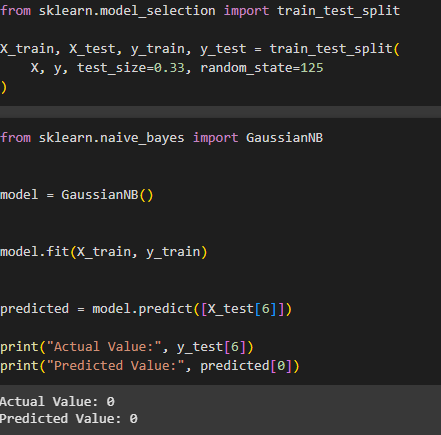 from sklearn.model_selection import train_test_split
X_train, X_test, y_train, y_test = train_test_split(
    X, y, test_size=0.33, random_state=125
)
from sklearn.naive_bayes import GaussianNB
model = GaussianNB()
model.fit(X_train, y_train)
predicted = model.predict([X_test[6]])
print("Actual Value:", y_test[6])
print("Predicted Value:", predicted[0])
Actual Value: 0
Predicted Value: 0